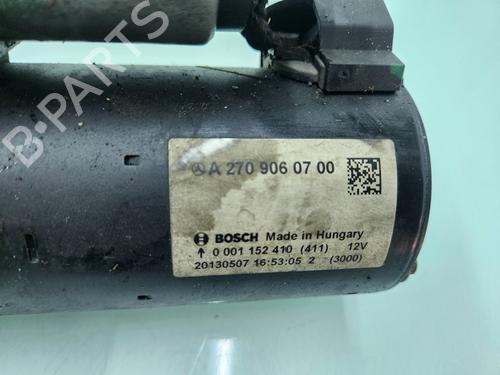 B-PARTS
A 270 906 07 00
BOSCH Made in Hungary
↑ 0 001 152 410 (411) 12V
20130507 16:53:05 2 (3000)